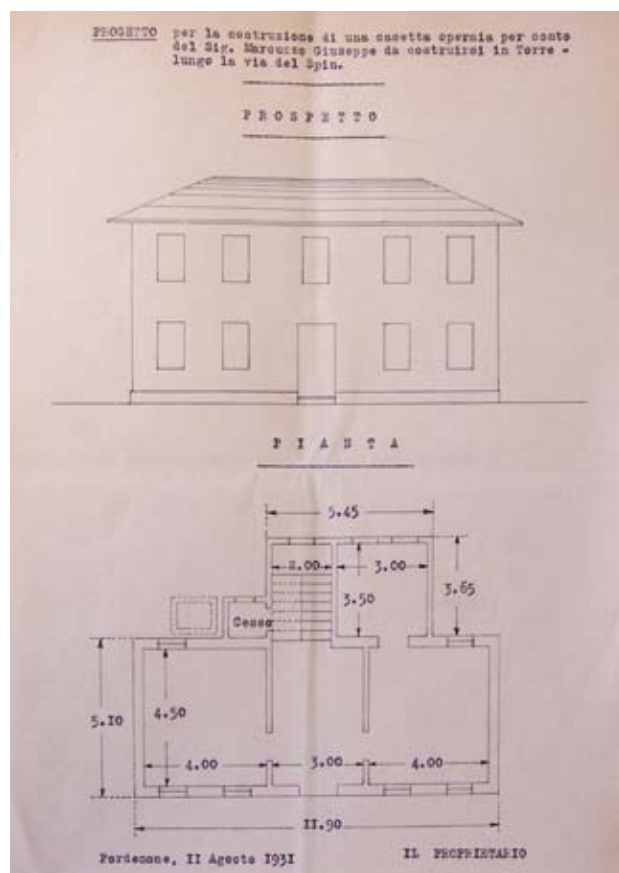 PROGETTO per la costruzione di una casetta operaia per conto
del Sig. Marcuzzo Giuseppe da costruirsi in Torre -
lungo la via del Spin.
PROSPETTO
PIANTA
5.45
2.00
3.00
3.50
3.65
Cesso
5.10
4.50
4.00
3.00
4.00
11.90
Pordenone, II Agosto I93I
IL PROPRIETARIO